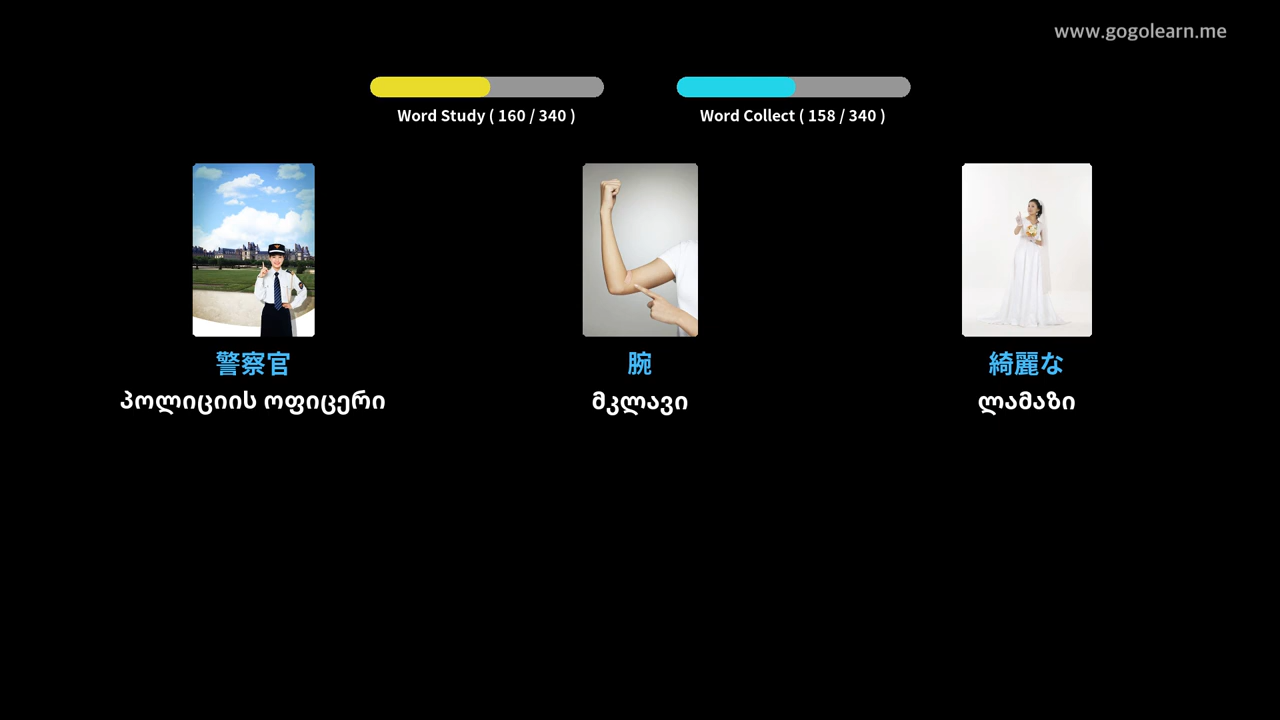 www.gogolearn.me
Word Study ( 160 / 340 )
Word Collect ( 158 / 340 )
警察官
腕
綺麗な
პოლიციის ოფიცერი
მკლავი
ლამაზი